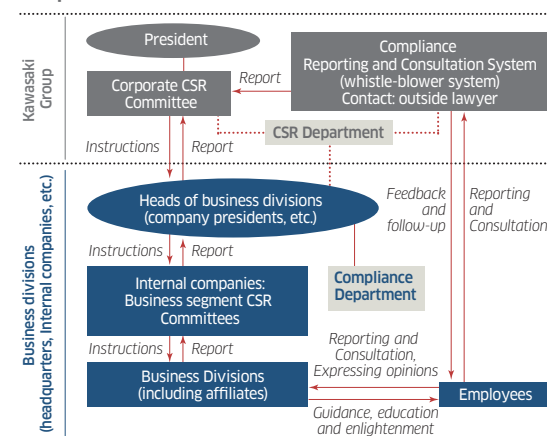 Kawasaki
Group
President
Corporate CSR
Committee
Report
Compliance
Reporting and Consultation System
(whistle-blower system)
Contact: outside lawyer
CSR Department
Instructions
Report
Business divisions
(headquarters, Internal companies, etc.)
Heads of business divisions
(company presidents, etc.)
Feedback
and
follow-up
Reporting
and
Consultation
Instructions
Report
Internal companies:
Business segment CSR
Committees
Compliance
Department
Instructions
Report
Reporting and
Consultation,
Expressing opinions
Business Divisions
(including affiliates)
Employees
Guidance, education
and enlightenment